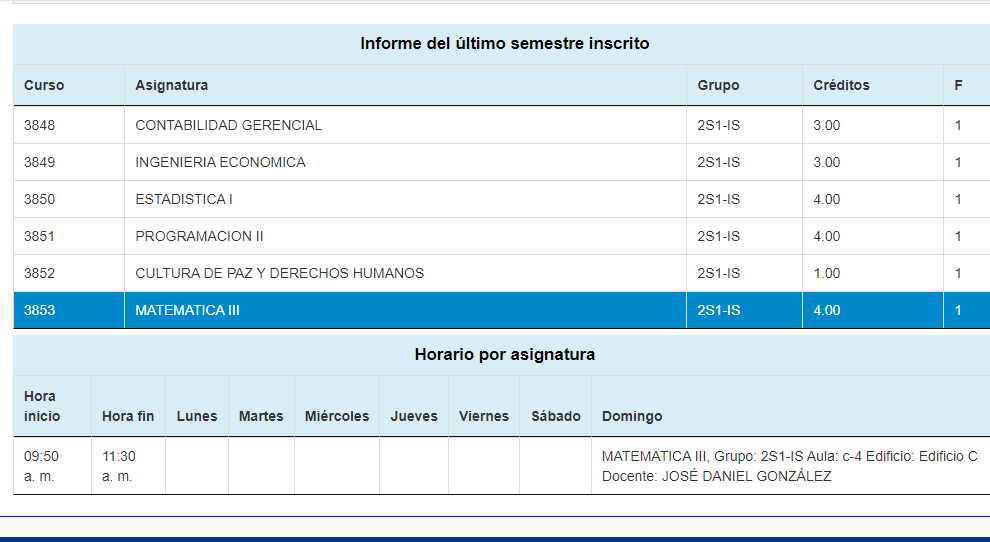 Informe del último semestre inscrito
Curso Asignatura Grupo Créditos F
3848 CONTABILIDAD GERENCIAL 2S1-IS 3.00 1
3849 INGENIERIA ECONOMICA 2S1-IS 3.00 1
3850 ESTADISTICA I 2S1-IS 4.00 1
3851 PROGRAMACION II 2S1-IS 4.00 1
3852 CULTURA DE PAZ Y DERECHOS HUMANOS 2S1-IS 1.00 1
3853 MATEMATICA III 2S1-IS 4.00 1
Horario por asignatura
Hora
inicio Hora fin Lunes Martes Miércoles Jueves Viernes Sábado Domingo
09:50 11:30 MATEMATICA III, Grupo: 2S1-IS Aula: c-4 Edificio: Edificio C
a. m. a. m. Docente: JOSÉ DANIEL GONZÁLEZ